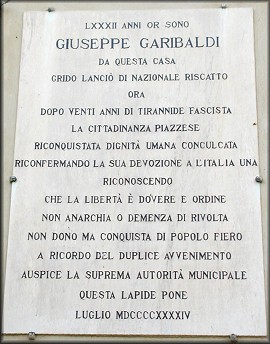 LXXXII ANNI OR SONO
GIUSEPPE GARIBALDI
DA QUESTA CASA
GRIDO LANCIÒ DI NAZIONALE RISCATTO
ORA
DOPO VENTI ANNI DI TIRANNIDE FASCISTA
LA CITTADINANZA PIAZZESE
RICONQUISTATA DIGNITÀ UMANA CONCULCATA
RICONFERMANDO LA SUA DEVOZIONE A L'ITALIA UNA
RICONOSCENDO
CHE LA LIBERTÀ È DOVERE E ORDINE
NON ANARCHIA O DEMENZA DI RIVOLTA
NON DONO MA CONQUISTA DI POPOLO FIERO
A RICORDO DEL DUPLICE AVVENIMENTO
AUSPICE LA SUPREMA AUTORITÀ MUNICIPALE
QUESTA LAPIDE PONE
LUGLIO MDCCCCXXXXIV